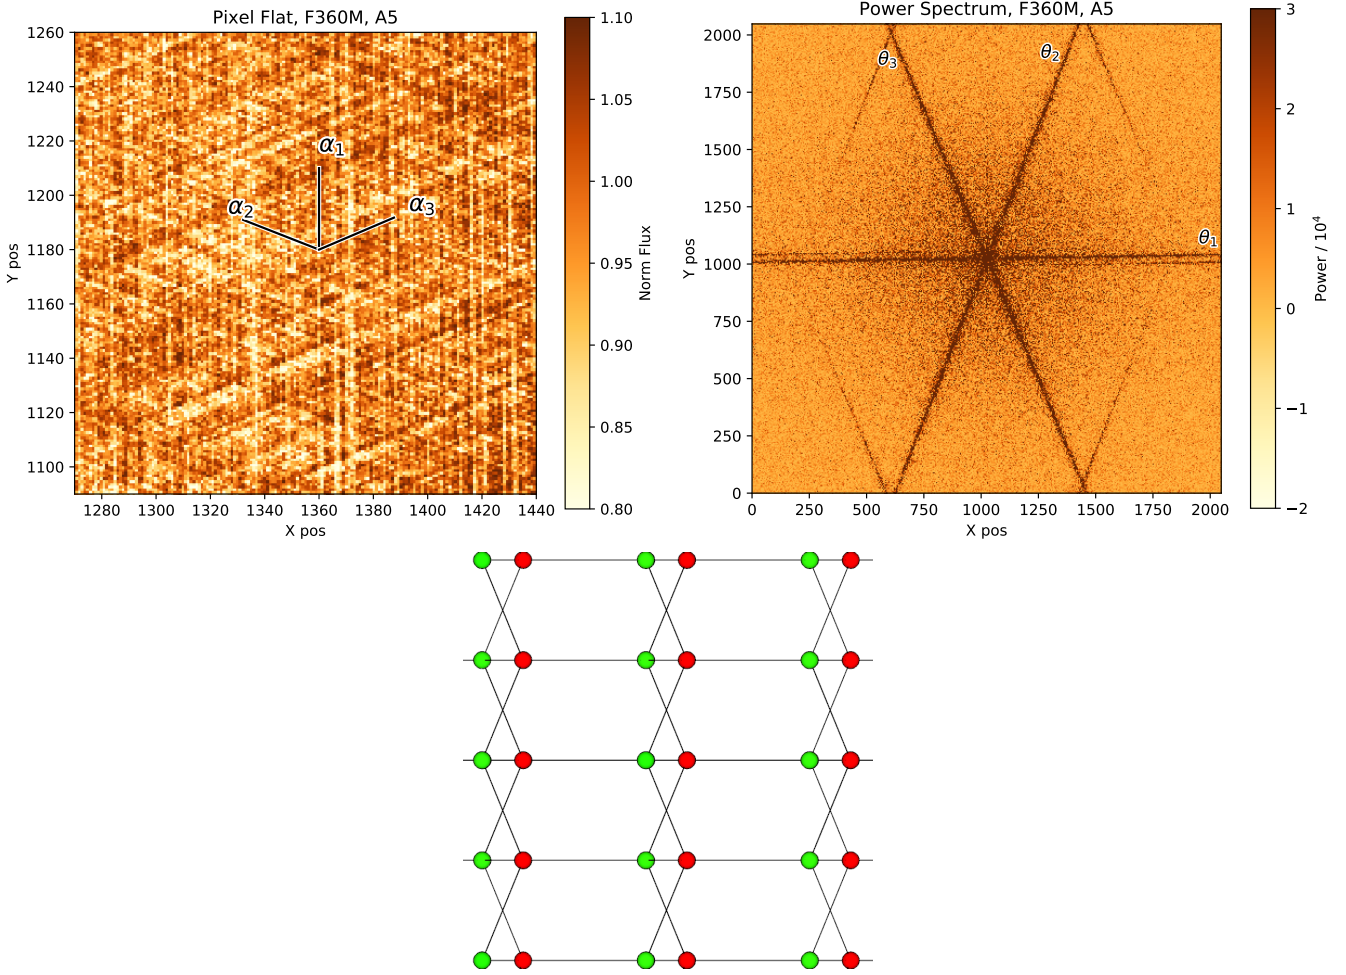 Pixel Flat, F360M, A5
1260
1240
1220
1200
1180
1160
1140
1120
1100
Y pos
1280 1300 1320 1340 1360 1380 1400 1420 1440
X pos
α1
α2
α3
1.10
1.05
1.00
0.95
0.90
0.85
0.80
Norm Flux
Power Spectrum, F360M, A5
2000
1750
1500
1250
1000
750
500
250
0
Y pos
0 250 500 750 1000 1250 1500 1750 2000
X pos
θ3
θ2
θ1
3
2
1
0
−1
−2
Power / 10^4